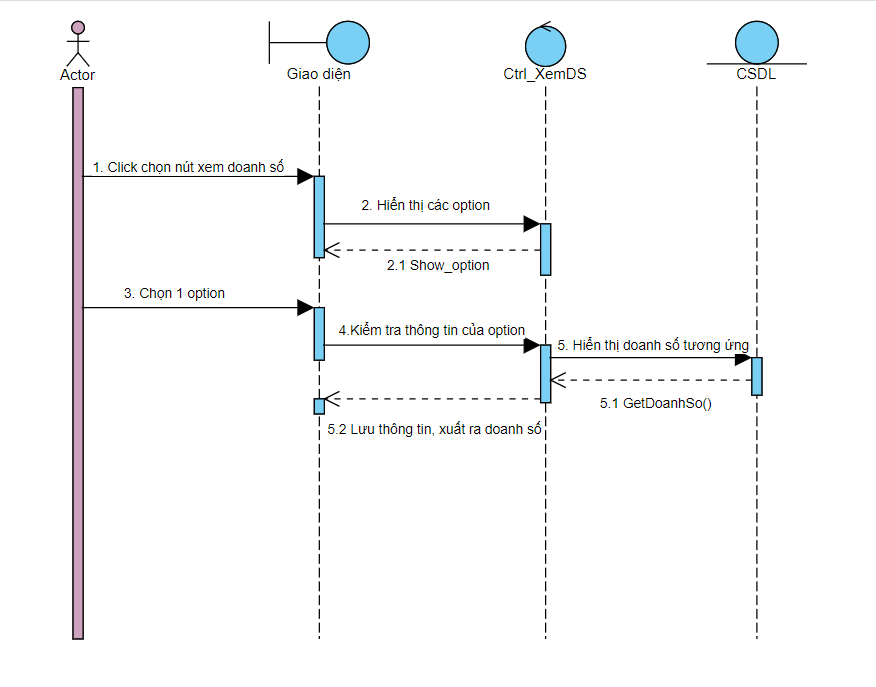 Actor
Giao diện
Ctrl_XemDS
CSDL
1. Click chọn nút xem doanh số
2. Hiển thị các option
2.1 Show_option
3. Chọn 1 option
4.Kiểm tra thông tin của option
5. Hiển thị doanh số tương ứng
5.1 GetDoanhSo()
5.2 Lưu thông tin, xuất ra doanh số